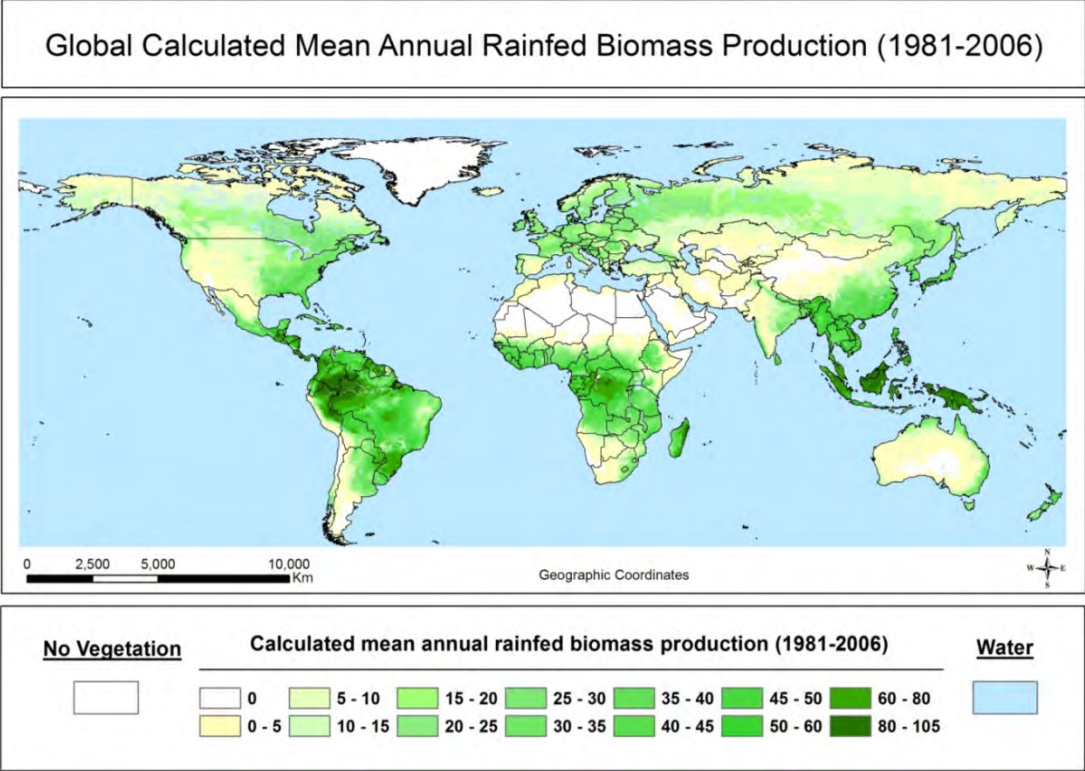 Global Calculated Mean Annual Rainfed Biomass Production (1981-2006)
0 2,500 5,000 10,000
Km
Geographic Coordinates
N
W E
S
No Vegetation
Calculated mean annual rainfed biomass production (1981-2006)
Water
0 5 - 10 15 - 20 25 - 30 35 - 40 45 - 50 60 - 80
0 - 5 10 - 15 20 - 25 30 - 35 40 - 45 50 - 60 80 - 105